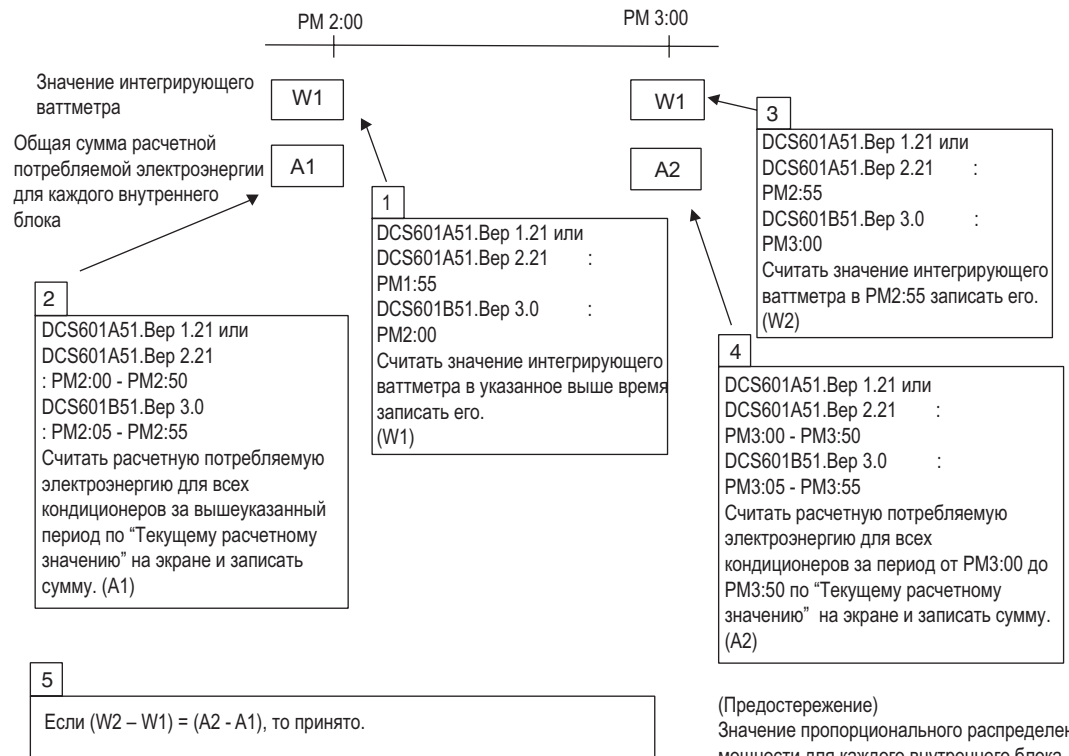 PM 2:00
PM 3:00
Значение интегрирующего
ваттметра
W1
W1
Общая сумма расчетной
потребляемой электроэнергии
для каждого внутреннего
блока
A1
A2
1
DCS601A51.Вер 1.21 или
DCS601A51.Вер 2.21 :
PM1:55
DCS601B51.Вер 3.0 :
PM2:00
Считать значение интегрирующего
ваттметра в указанное выше время
записать его.
(W1)
2
DCS601A51.Вер 1.21 или
DCS601A51.Вер 2.21
: PM2:00 - PM2:50
DCS601B51.Вер 3.0
: PM2:05 - PM2:55
Считать расчетную потребляемую
электроэнергию для всех
кондиционеров за вышеуказанный
период по “Текущему расчетному
значению” на экране и записать
сумму. (A1)
3
DCS601A51.Вер 1.21 или
DCS601A51.Вер 2.21 :
PM2:55
DCS601B51.Вер 3.0 :
PM3:00
Считать значение интегрирующего
ваттметра в PM2:55 записать его.
(W2)
4
DCS601A51.Вер 1.21 или
DCS601A51.Вер 2.21 :
PM3:00 - PM3:50
DCS601B51.Вер 3.0 :
PM3:05 - PM3:55
Считать расчетную потребляемую
электроэнергию для всех
кондиционеров за период от PM3:00 до
PM3:50 по “Текущему расчетному
значению” на экране и записать сумму.
(A2)
5
Если (W2 – W1) = (A2 - A1), то принято.
(Предостережение)
Значение пропорционального распределен
мощности для каждого внутреннего блока